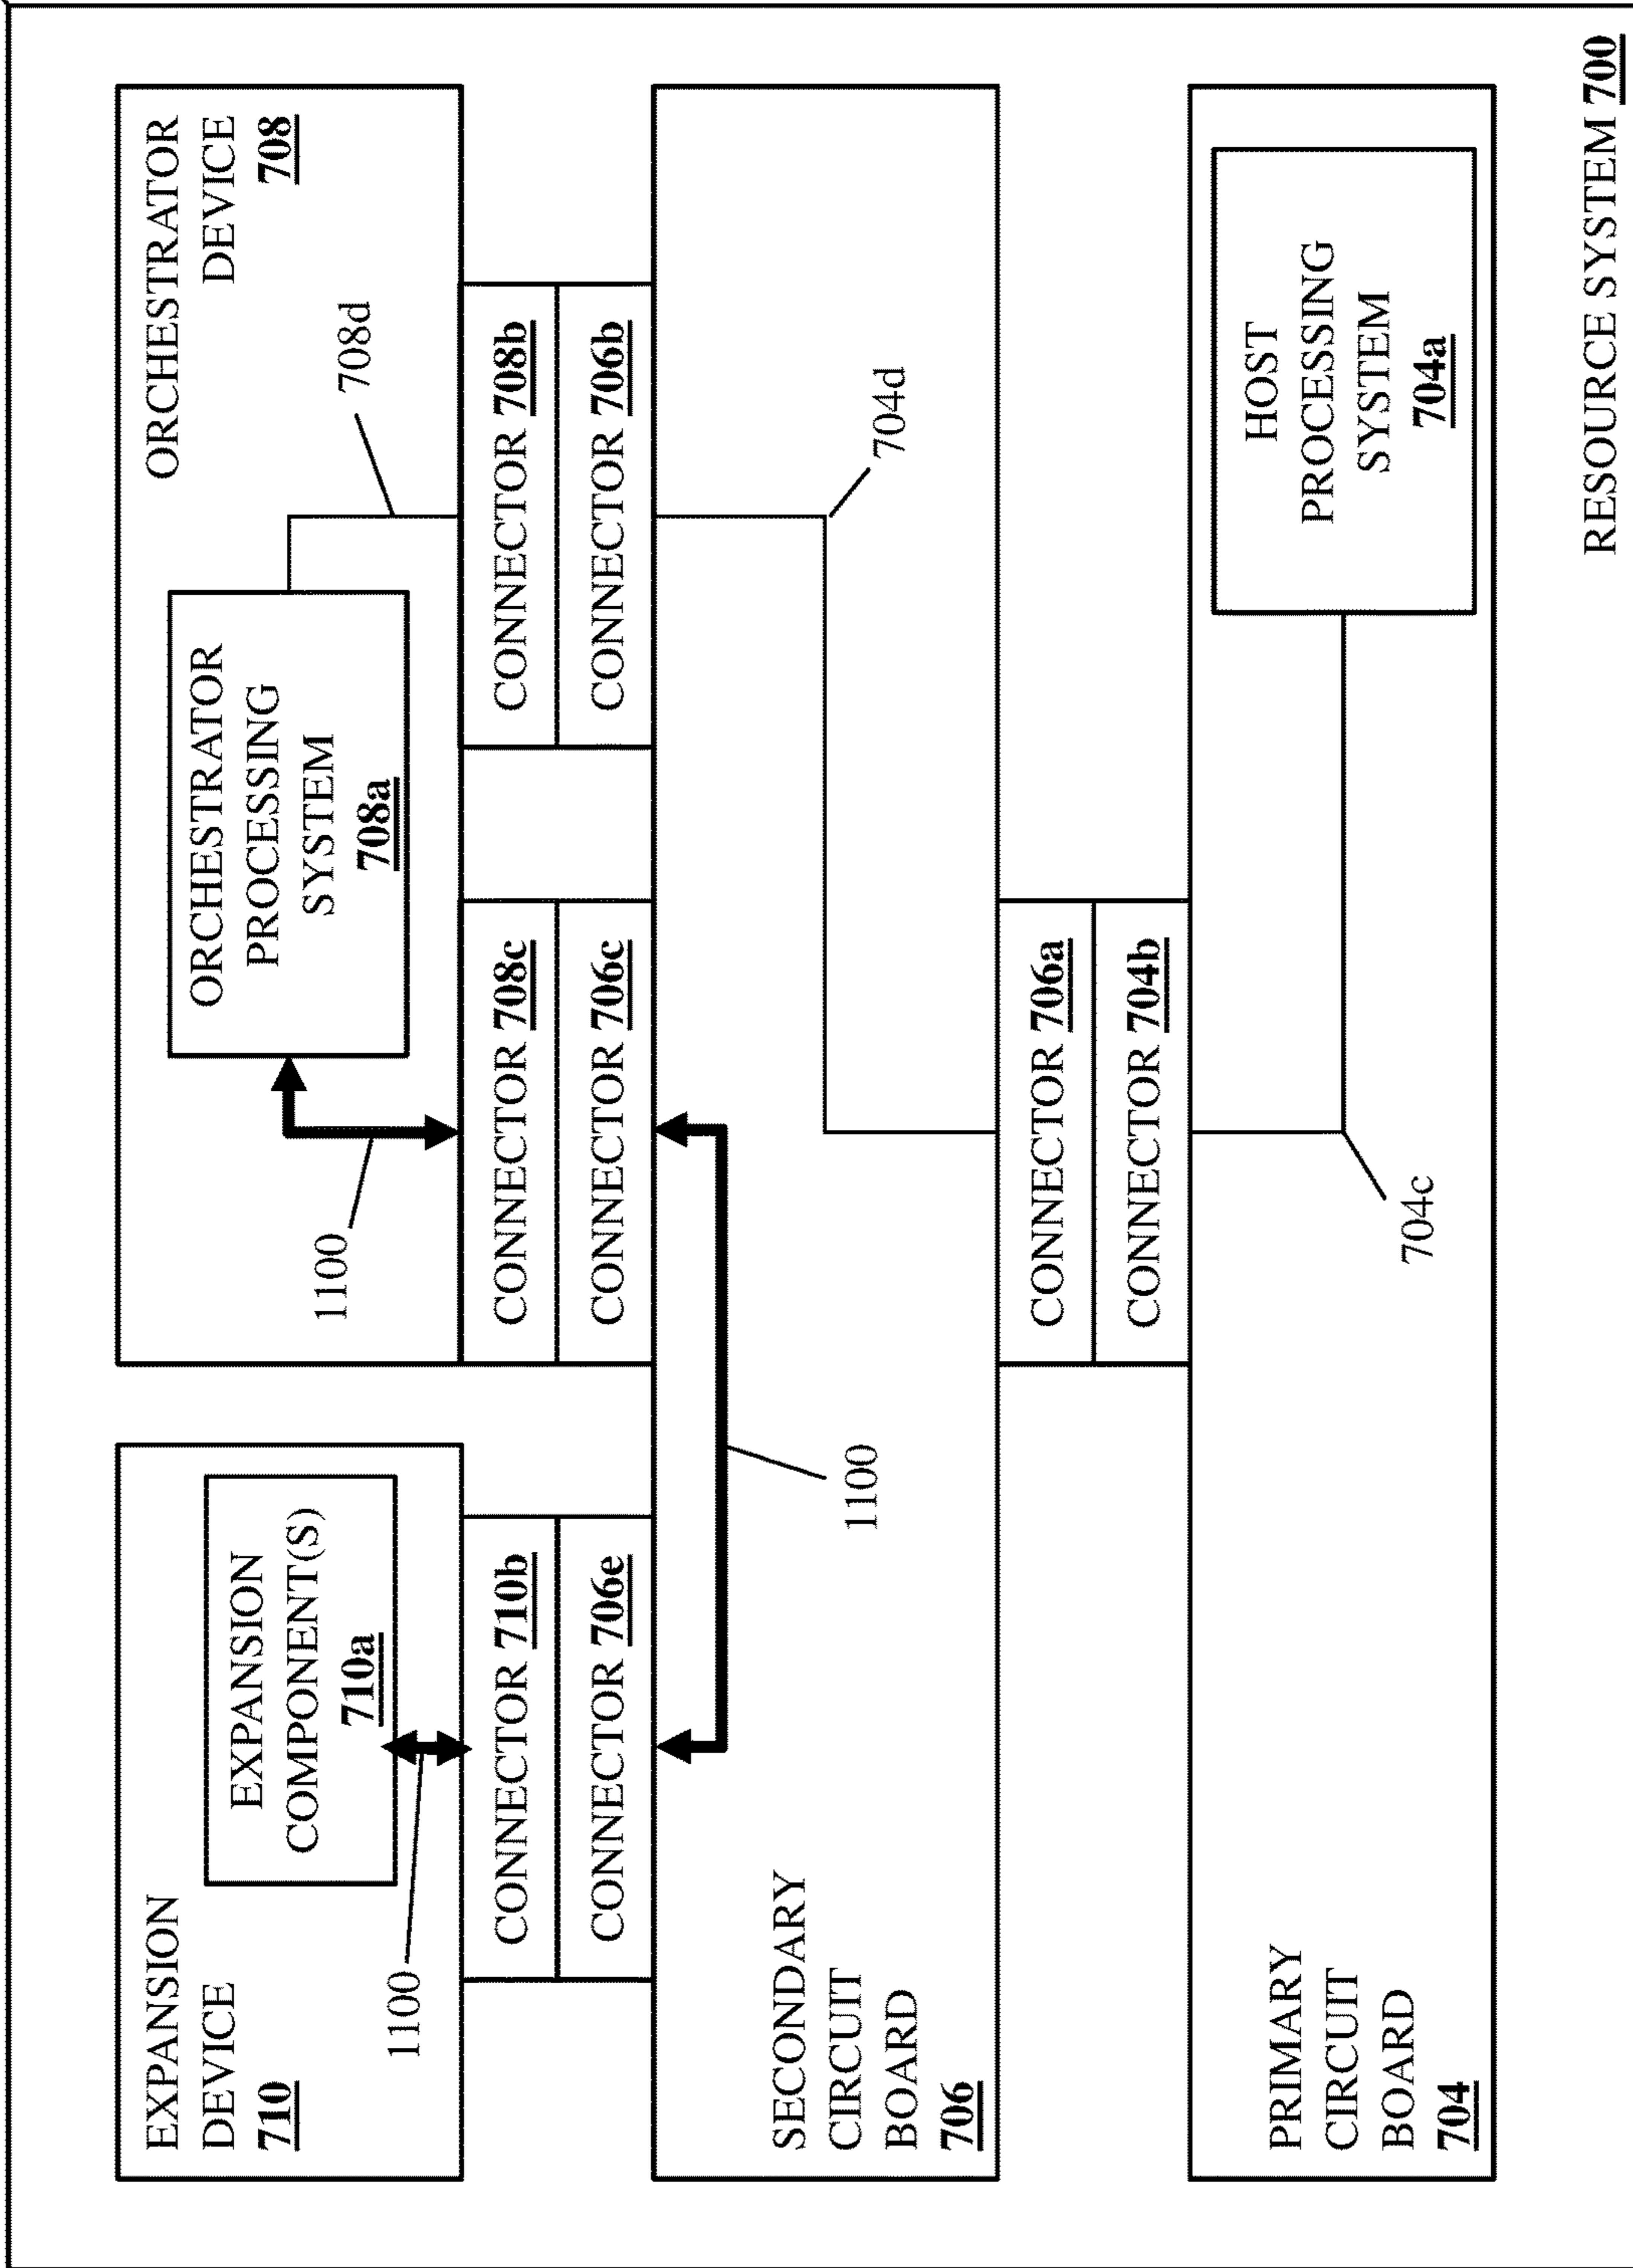 EXPANSION
DEVICE
710
EXPANSION
COMPONENT(S)
710a
1100
ORCHESTRATOR
PROCESSING
SYSTEM
708a
1100
708d
ORCHESTRATOR
DEVICE
708
CONNECTOR 710b
CONNECTOR 706e
CONNECTOR 708c
CONNECTOR 706c
CONNECTOR 708b
CONNECTOR 706b
SECONDARY
CIRCUIT
BOARD
706
1100
704d
CONNECTOR 706a
CONNECTOR 704b
PRIMARY
CIRCUIT
BOARD
704
704c
HOST
PROCESSING
SYSTEM
704a
RESOURCE SYSTEM 700